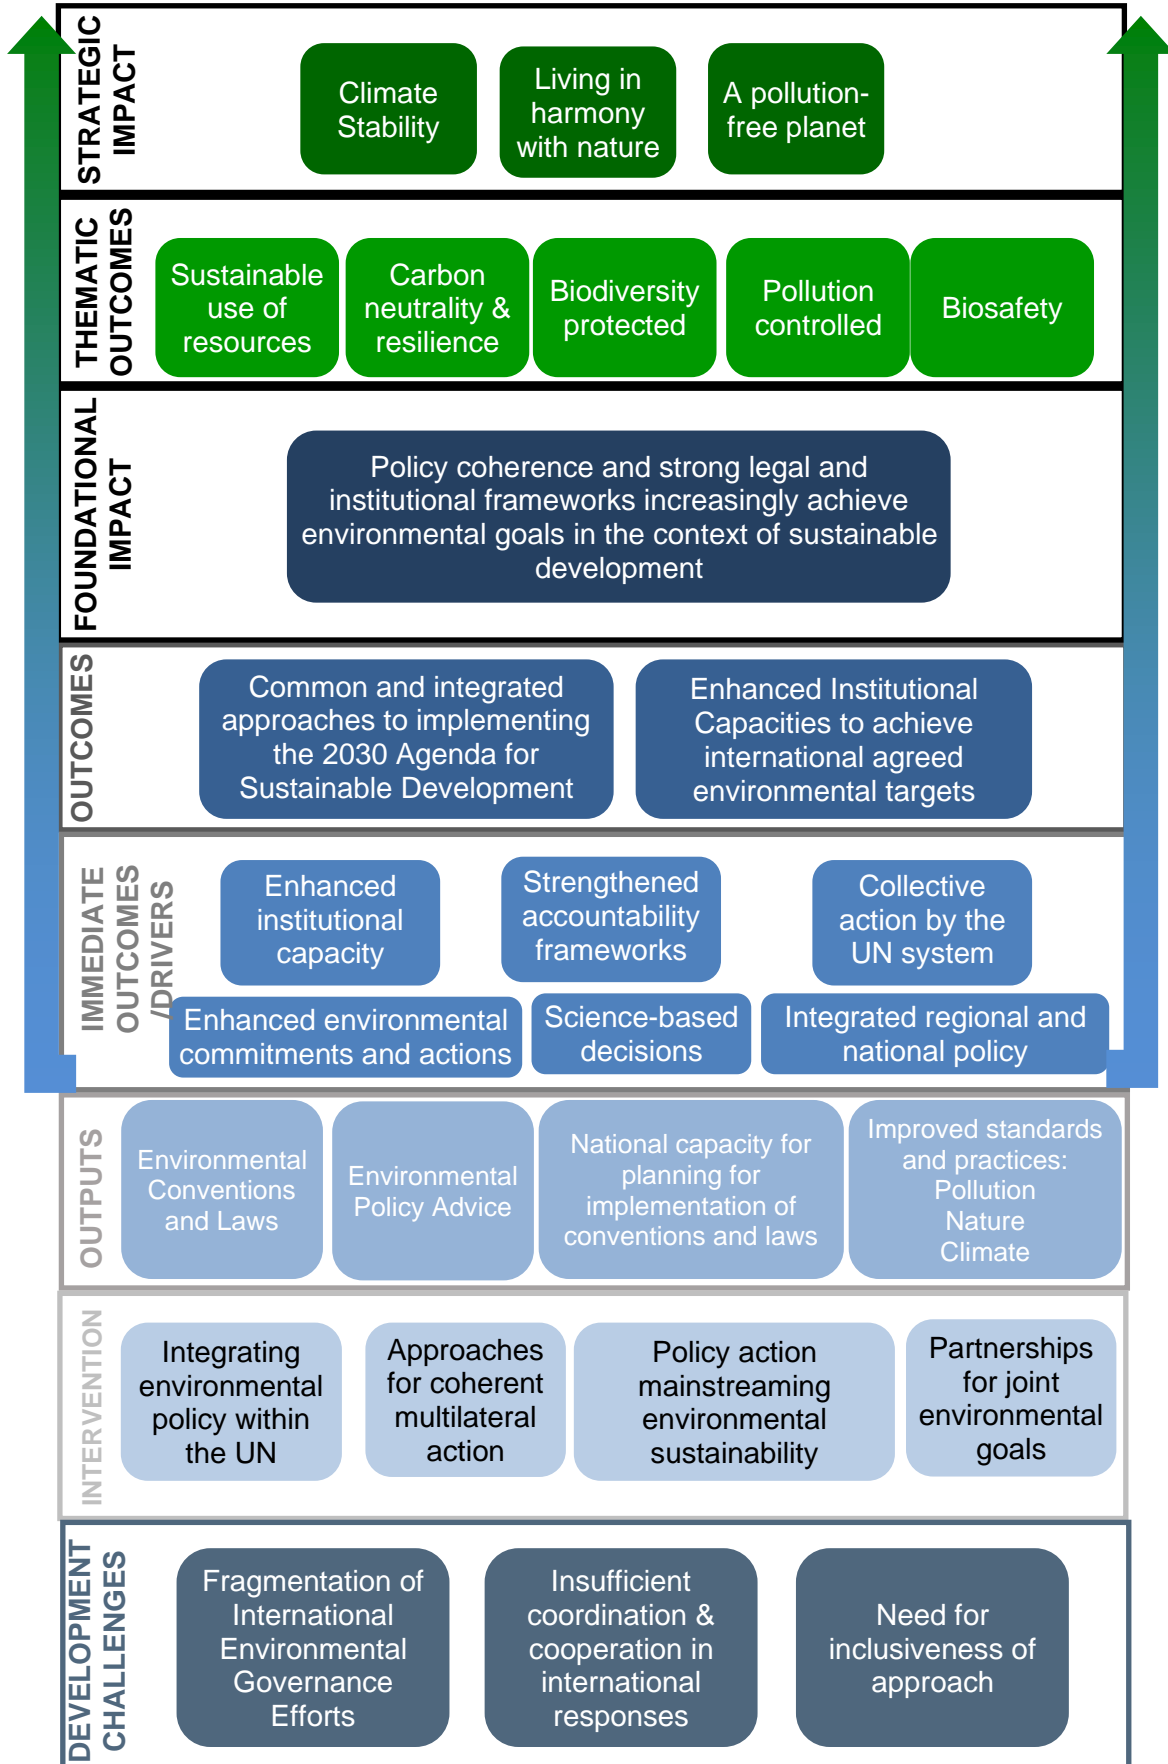 STRATEGIC
IMPACT
Climate
Stability
Living in
harmony
with nature
A pollution-
free planet
THEMATIC
OUTCOMES
Sustainable
use of
resources
Carbon
neutrality &
resilience
Biodiversity
protected
Pollution
controlled
Biosafety
FOUNDATIONAL
IMPACT
Policy coherence and strong legal and
institutional frameworks increasingly achieve
environmental goals in the context of sustainable
development
OUTCOMES
Common and integrated
approaches to implementing
the 2030 Agenda for
Sustainable Development
Enhanced Institutional
Capacities to achieve
international agreed
environmental targets
IMMEDIATE
OUTCOMES
/DRIVERS
Enhanced
institutional
capacity
Strengthened
accountability
frameworks
Collective
action by the
UN system
Enhanced environmental
commitments and actions
Science-based
decisions
Integrated regional and
national policy
OUTPUTS
Environmental
Conventions
and Laws
Environmental
Policy Advice
National capacity for
planning for
implementation of
conventions and laws
Improved standards
and practices:
Pollution
Nature
Climate
INTERVENTION
Integrating
environmental
policy within
the UN
Approaches
for coherent
multilateral
action
Policy action
mainstreaming
environmental
sustainability
Partnerships
for joint
environmental
goals
DEVELOPMENT
CHALLENGES
Fragmentation of
International
Environmental
Governance
Efforts
Insufficient
coordination &
cooperation in
international
responses
Need for
inclusiveness of
approach